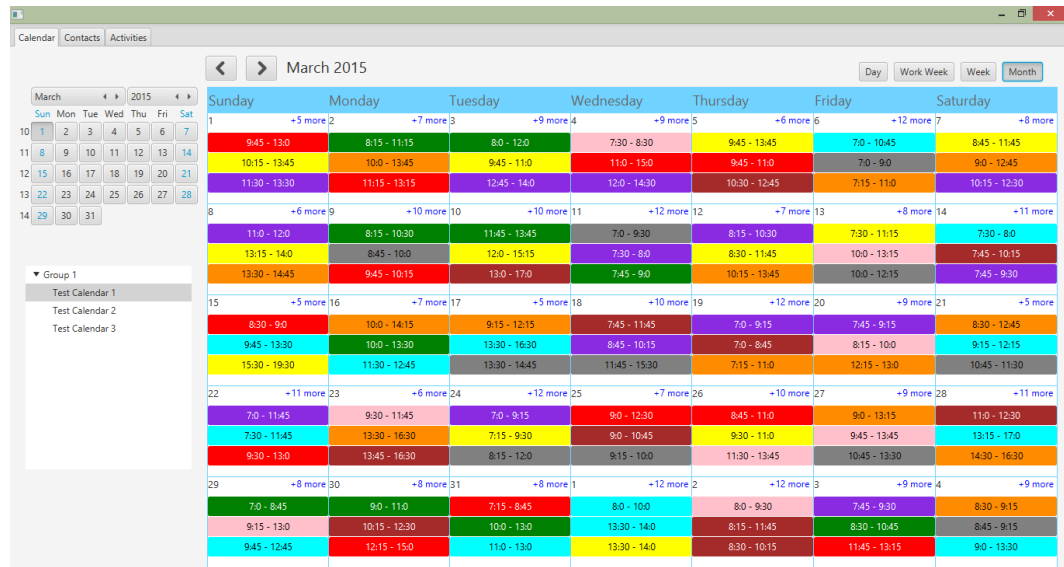 Calendar Contacts Activities
March 2015
Day Work Week Week Month
March 2015
Sun Mon Tue Wed Thu Fri Sat
10 1 2 3 4 5 6 7
11 8 9 10 11 12 13 14
12 15 16 17 18 19 20 21
13 22 23 24 25 26 27 28
14 29 30 31
Group 1
Test Calendar 1
Test Calendar 2
Test Calendar 3
Sunday Monday Tuesday Wednesday Thursday Friday Saturday
1 +5 more 2 +7 more 3 +9 more 4 +9 more 5 +6 more 6 +12 more 7 +8 more
9:45 - 13:0 8:15 - 11:15 8:0 - 12:0 7:30 - 8:30 9:45 - 13:45 7:0 - 10:45 8:45 - 11:45
10:15 - 13:45 10:0 - 13:45 9:45 - 11:0 11:0 - 15:0 9:45 - 11:0 7:0 - 9:0 9:0 - 12:45
11:30 - 13:30 11:15 - 13:15 12:45 - 14:0 12:0 - 14:30 10:30 - 12:45 7:15 - 11:0 10:15 - 12:30
8 +6 more 9 +10 more 10 +10 more 11 +12 more 12 +7 more 13 +8 more 14 +11 more
11:0 - 12:0 8:15 - 10:30 11:45 - 13:45 7:0 - 9:30 8:15 - 10:30 7:30 - 11:15 7:30 - 8:0
13:15 - 14:0 8:45 - 10:0 12:0 - 15:15 7:30 - 8:0 8:30 - 11:45 10:0 - 13:15 7:45 - 10:15
13:30 - 14:45 9:45 - 10:15 13:0 - 17:0 7:45 - 9:0 10:15 - 13:45 10:0 - 12:15 7:45 - 9:30
15 +5 more 16 +7 more 17 +5 more 18 +10 more 19 +12 more 20 +9 more 21 +5 more
8:30 - 9:0 10:0 - 14:15 9:15 - 12:15 7:45 - 11:45 7:0 - 9:15 7:45 - 9:15 8:30 - 12:45
9:45 - 13:30 10:0 - 13:30 13:30 - 16:30 8:45 - 10:15 7:0 - 8:45 8:15 - 10:0 9:15 - 12:15
15:30 - 19:30 11:30 - 12:45 13:30 - 14:45 11:45 - 15:30 7:15 - 11:0 12:15 - 13:0 10:45 - 11:30
22 +11 more 23 +6 more 24 +12 more 25 +7 more 26 +10 more 27 +9 more 28 +11 more
7:0 - 11:45 9:30 - 11:45 7:0 - 9:15 9:0 - 12:30 8:45 - 11:0 9:0 - 13:15 11:0 - 12:30
7:30 - 11:45 13:30 - 16:30 7:15 - 9:30 9:0 - 10:45 9:30 - 11:0 9:45 - 13:45 13:15 - 17:0
9:30 - 13:0 13:45 - 16:30 8:15 - 12:0 9:15 - 10:0 11:30 - 13:45 10:45 - 13:30 14:30 - 16:30
29 +8 more 30 +8 more 31 +8 more 1 +12 more 2 +12 more 3 +9 more 4 +9 more
7:0 - 8:45 9:0 - 11:0 7:15 - 8:45 8:0 - 10:0 8:0 - 9:30 7:45 - 9:30 8:30 - 9:15
9:15 - 13:0 10:15 - 12:30 10:0 - 13:0 13:30 - 14:0 8:15 - 11:45 8:30 - 10:45 8:45 - 9:15
9:45 - 12:45 12:15 - 15:0 11:0 - 13:0 13:30 - 14:0 8:30 - 10:15 11:45 - 13:15 9:0 - 13:30